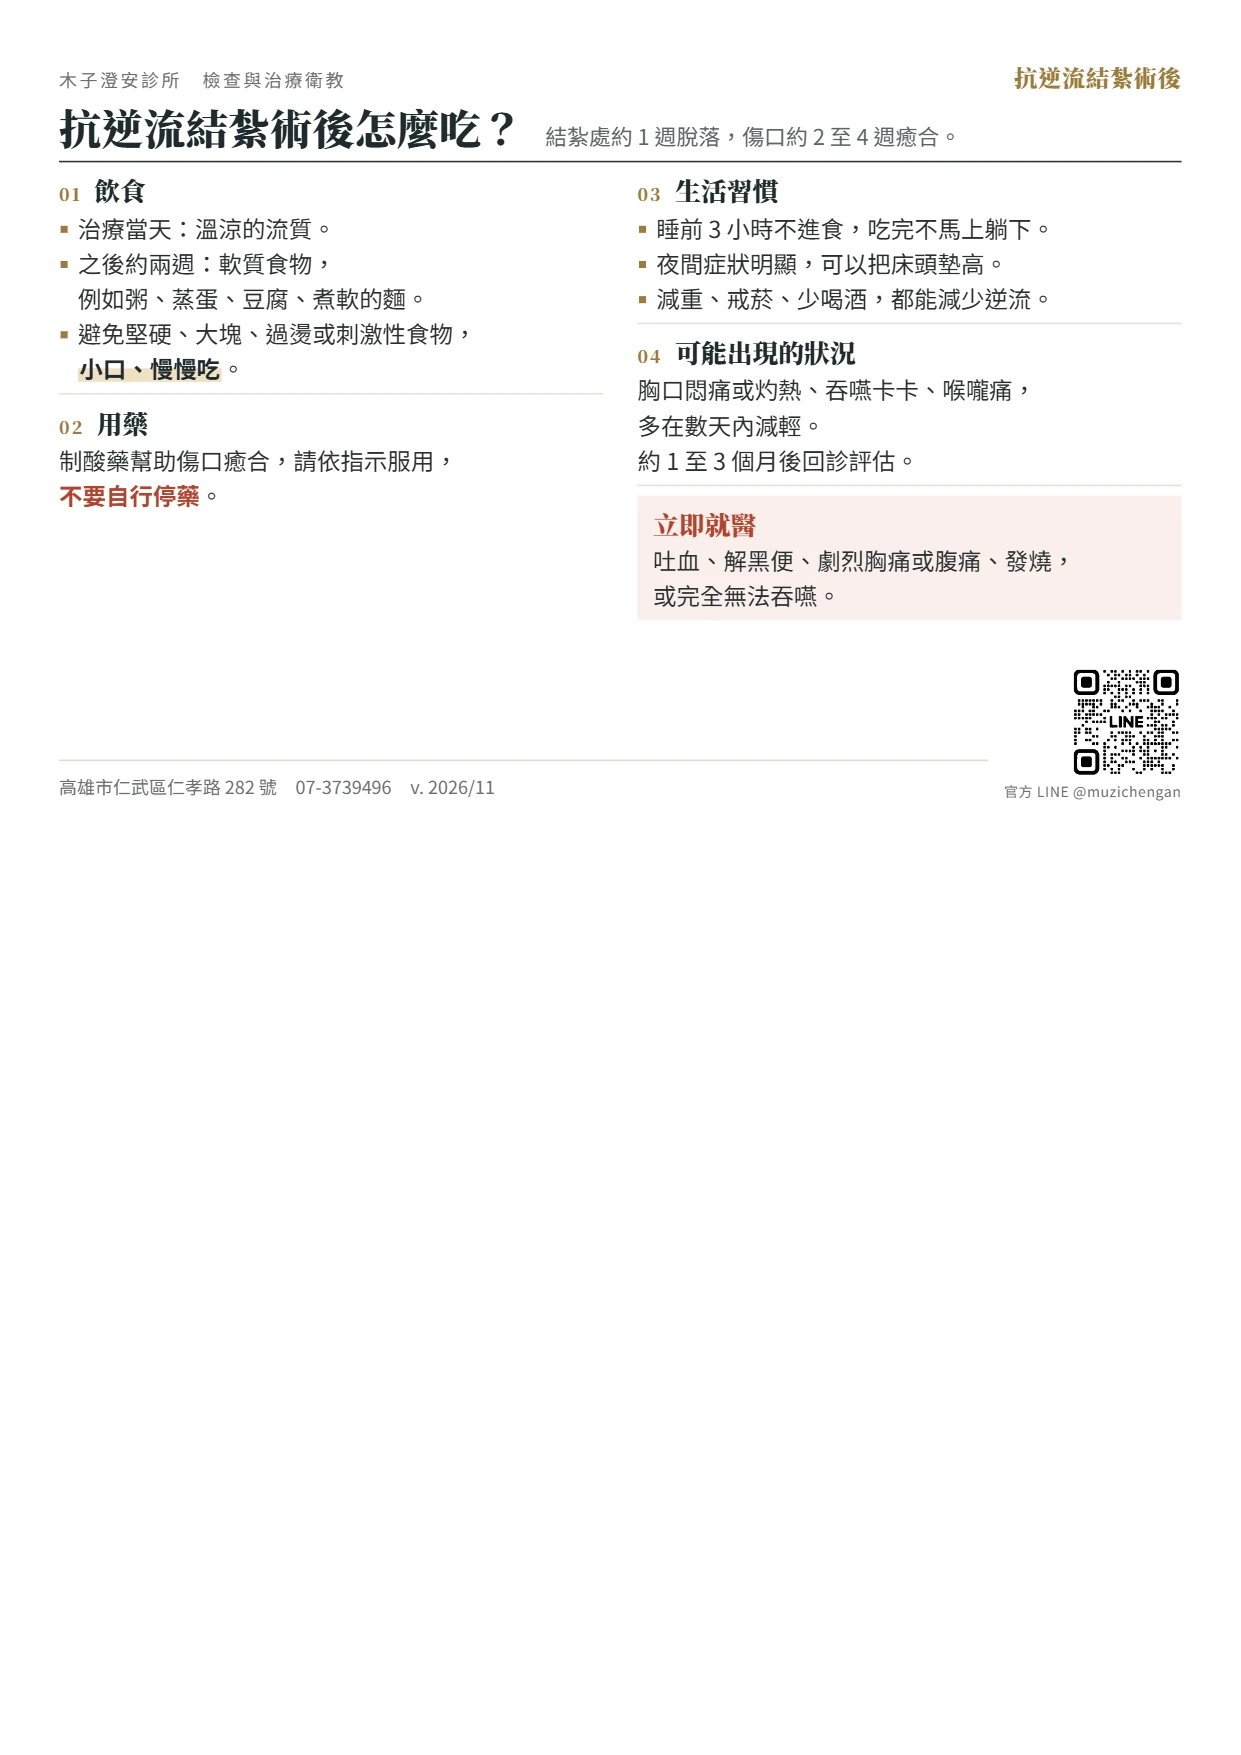 木子澄安診所　檢查與治療衛教
抗逆流結紮術後
抗逆流結紮術後怎麼吃？
結紮處約 1 週脫落，傷口約 2 至 4 週癒合。
01 飲食
▪ 治療當天：溫涼的流質。
▪ 之後約兩週：軟質食物，
例如粥、蒸蛋、豆腐、煮軟的麵。
▪ 避免堅硬、大塊、過燙或刺激性食物，
小口、慢慢吃。
02 用藥
制酸藥幫助傷口癒合，請依指示服用，
不要自行停藥。
03 生活習慣
▪ 睡前 3 小時不進食，吃完不馬上躺下。
▪ 夜間症狀明顯，可以把床頭墊高。
▪ 減重、戒菸、少喝酒，都能減少逆流。
04 可能出現的狀況
胸口悶痛或灼熱、吞嚥卡卡、喉嚨痛，
多在數天內減輕。
約 1 至 3 個月後回診評估。
立即就醫
吐血、解黑便、劇烈胸痛或腹痛、發燒，
或完全無法吞嚥。
LINE
高雄市仁武區仁孝路 282 號　07-3739496　v. 2026/11
官方 LINE @muzichengan